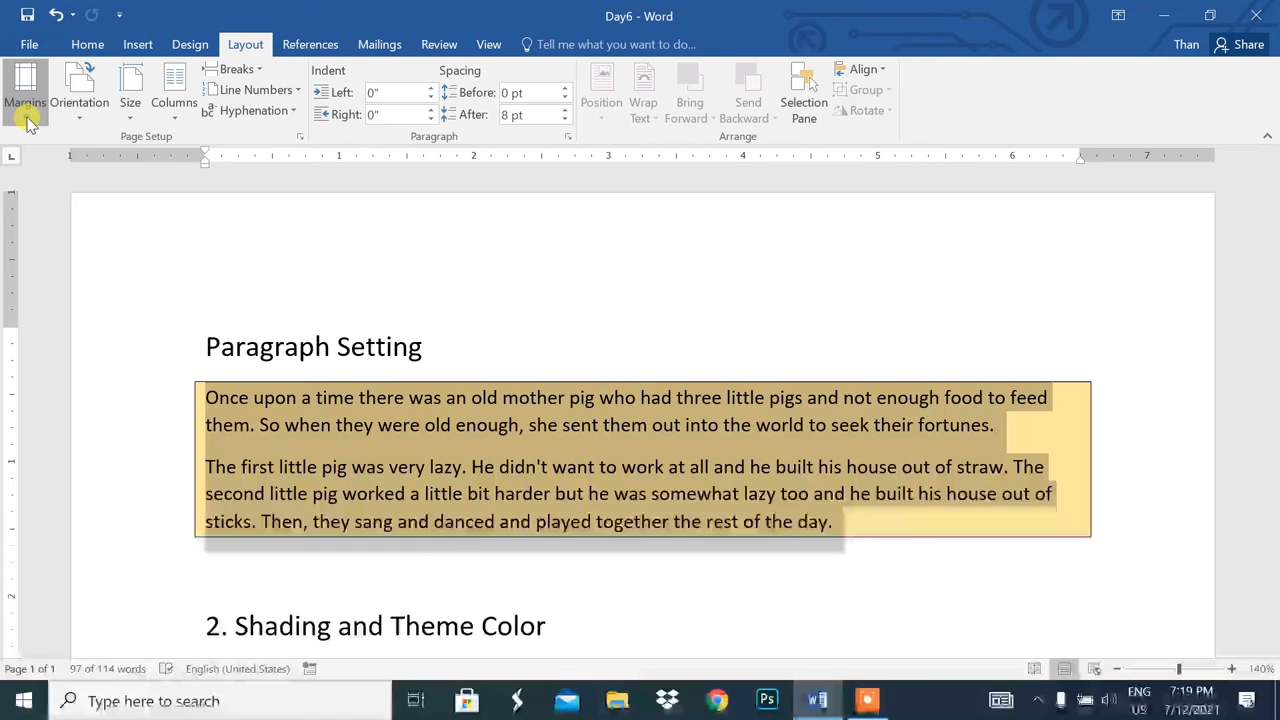 Day6 - Word
File Home Insert Design Layout References Mailings Review View Tell me what you want to do... Than Share
Margins Orientation Size Columns Breaks Line Numbers Hyphenation
Indent Spacing
Left: 0" Before: 0 pt
Right: 0" After: 8 pt
Position Wrap Text Bring Forward Send Backward Selection Pane Align Group Rotate
Page Setup Paragraph Arrange
1 1 2 3 4 5 6 7
Paragraph Setting
Once upon a time there was an old mother pig who had three little pigs and not enough food to feed
them. So when they were old enough, she sent them out into the world to seek their fortunes.
The first little pig was very lazy. He didn't want to work at all and he built his house out of straw. The
second little pig worked a little bit harder but he was somewhat lazy too and he built his house out of
sticks. Then, they sang and danced and played together the rest of the day.
2. Shading and Theme Color
Page 1 of 1 97 of 114 words English (United States) 140%
Type here to search
ENG 7:19 PM
7/12/2021